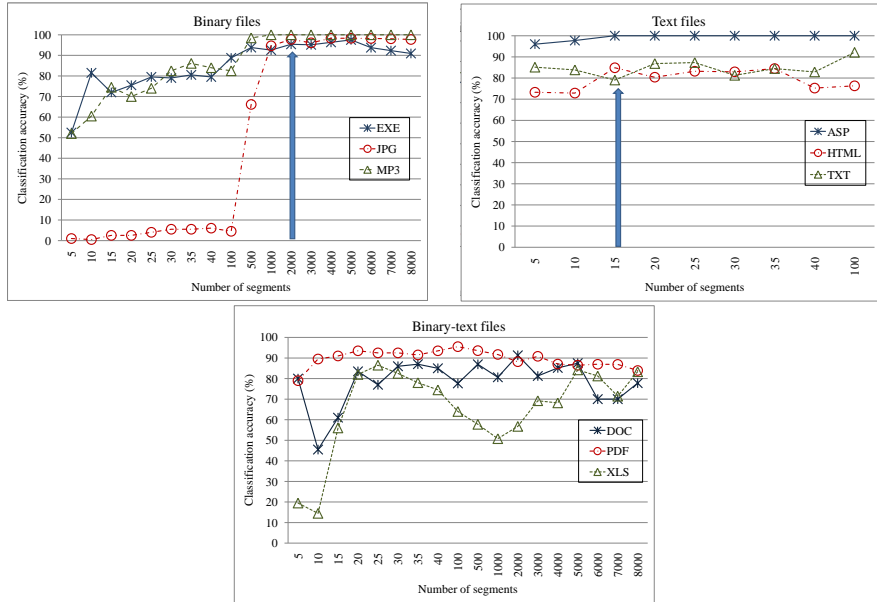 Binary files
Classification accuracy (%)
100
90
80
70
60
50
40
30
20
10
0
EXE
JPG
MP3
5 10 15 20 25 30 35 40 100 500 1000 2000 3000 4000 5000 6000 7000 8000
Number of segments
Text files
Classification accuracy (%)
100
90
80
70
60
50
40
30
20
10
0
ASP
HTML
TXT
5 10 15 20 25 30 35 40 100
Number of segments
Binary-text files
Classification accuracy (%)
100
90
80
70
60
50
40
30
20
10
0
DOC
PDF
XLS
5 10 15 20 25 30 35 40 100 500 1000 2000 3000 4000 5000 6000 7000 8000
Number of segments